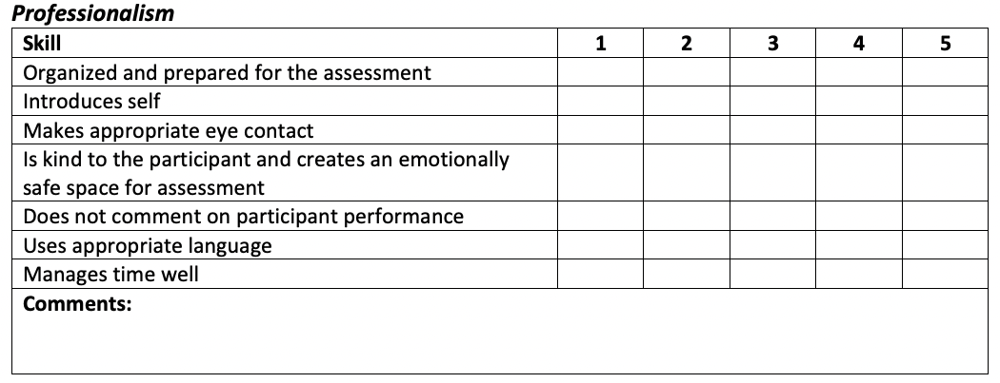 Professionalism
Skill 1 2 3 4 5
Organized and prepared for the assessment
Introduces self
Makes appropriate eye contact
Is kind to the participant and creates an emotionally
safe space for assessment
Does not comment on participant performance
Uses appropriate language
Manages time well
Comments: